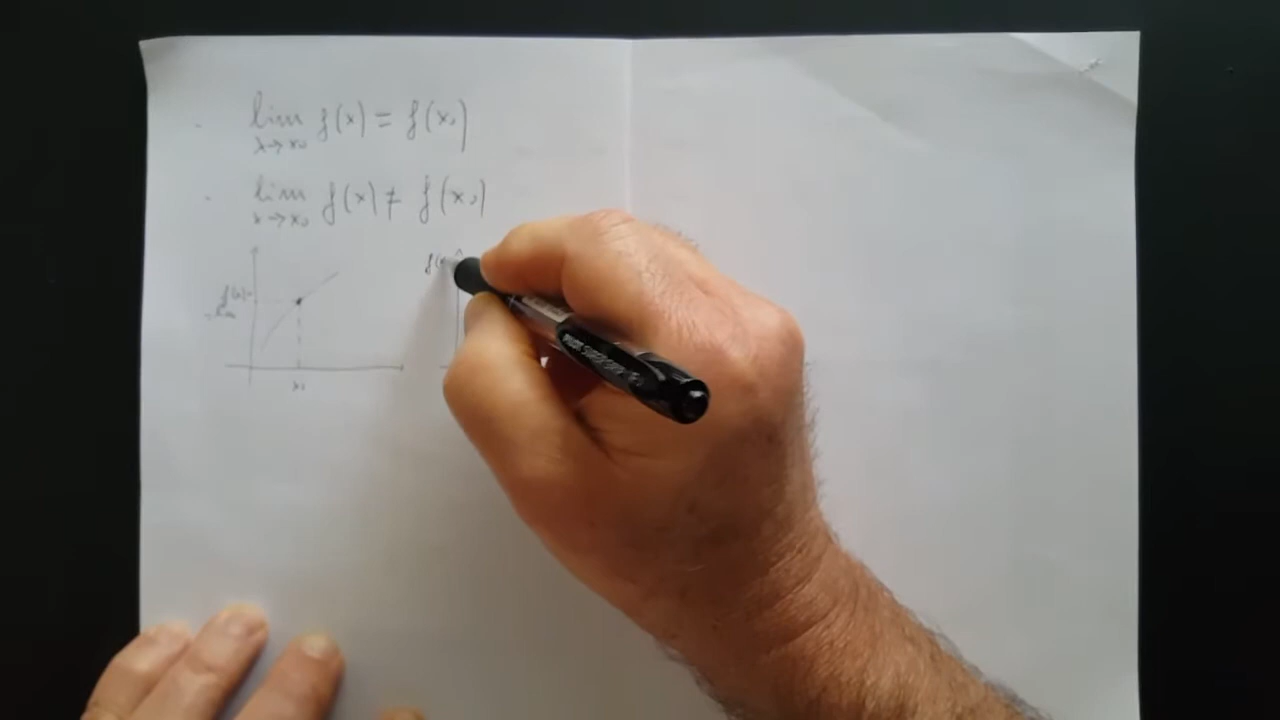 lim f(x) = f(x₀)
x→x₀
lim f(x) ≠ f(x₀)
x→x₀
f(x
f(x₀)
x₀